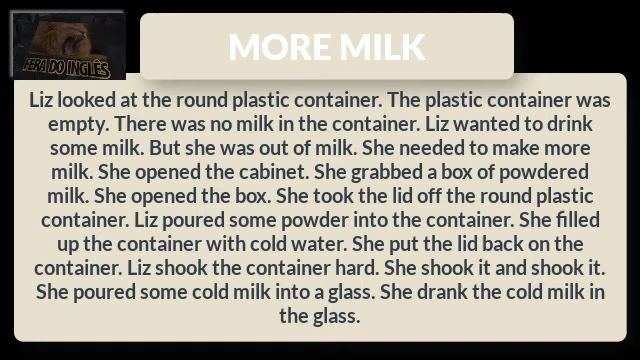 FERA DO INGLÊS
MORE MILK
Liz looked at the round plastic container. The plastic container was
empty. There was no milk in the container. Liz wanted to drink
some milk. But she was out of milk. She needed to make more
milk. She opened the cabinet. She grabbed a box of powdered
milk. She opened the box. She took the lid off the round plastic
container. Liz poured some powder into the container. She filled
up the container with cold water. She put the lid back on the
container. Liz shook the container hard. She shook it and shook it.
She poured some cold milk into a glass. She drank the cold milk in
the glass.